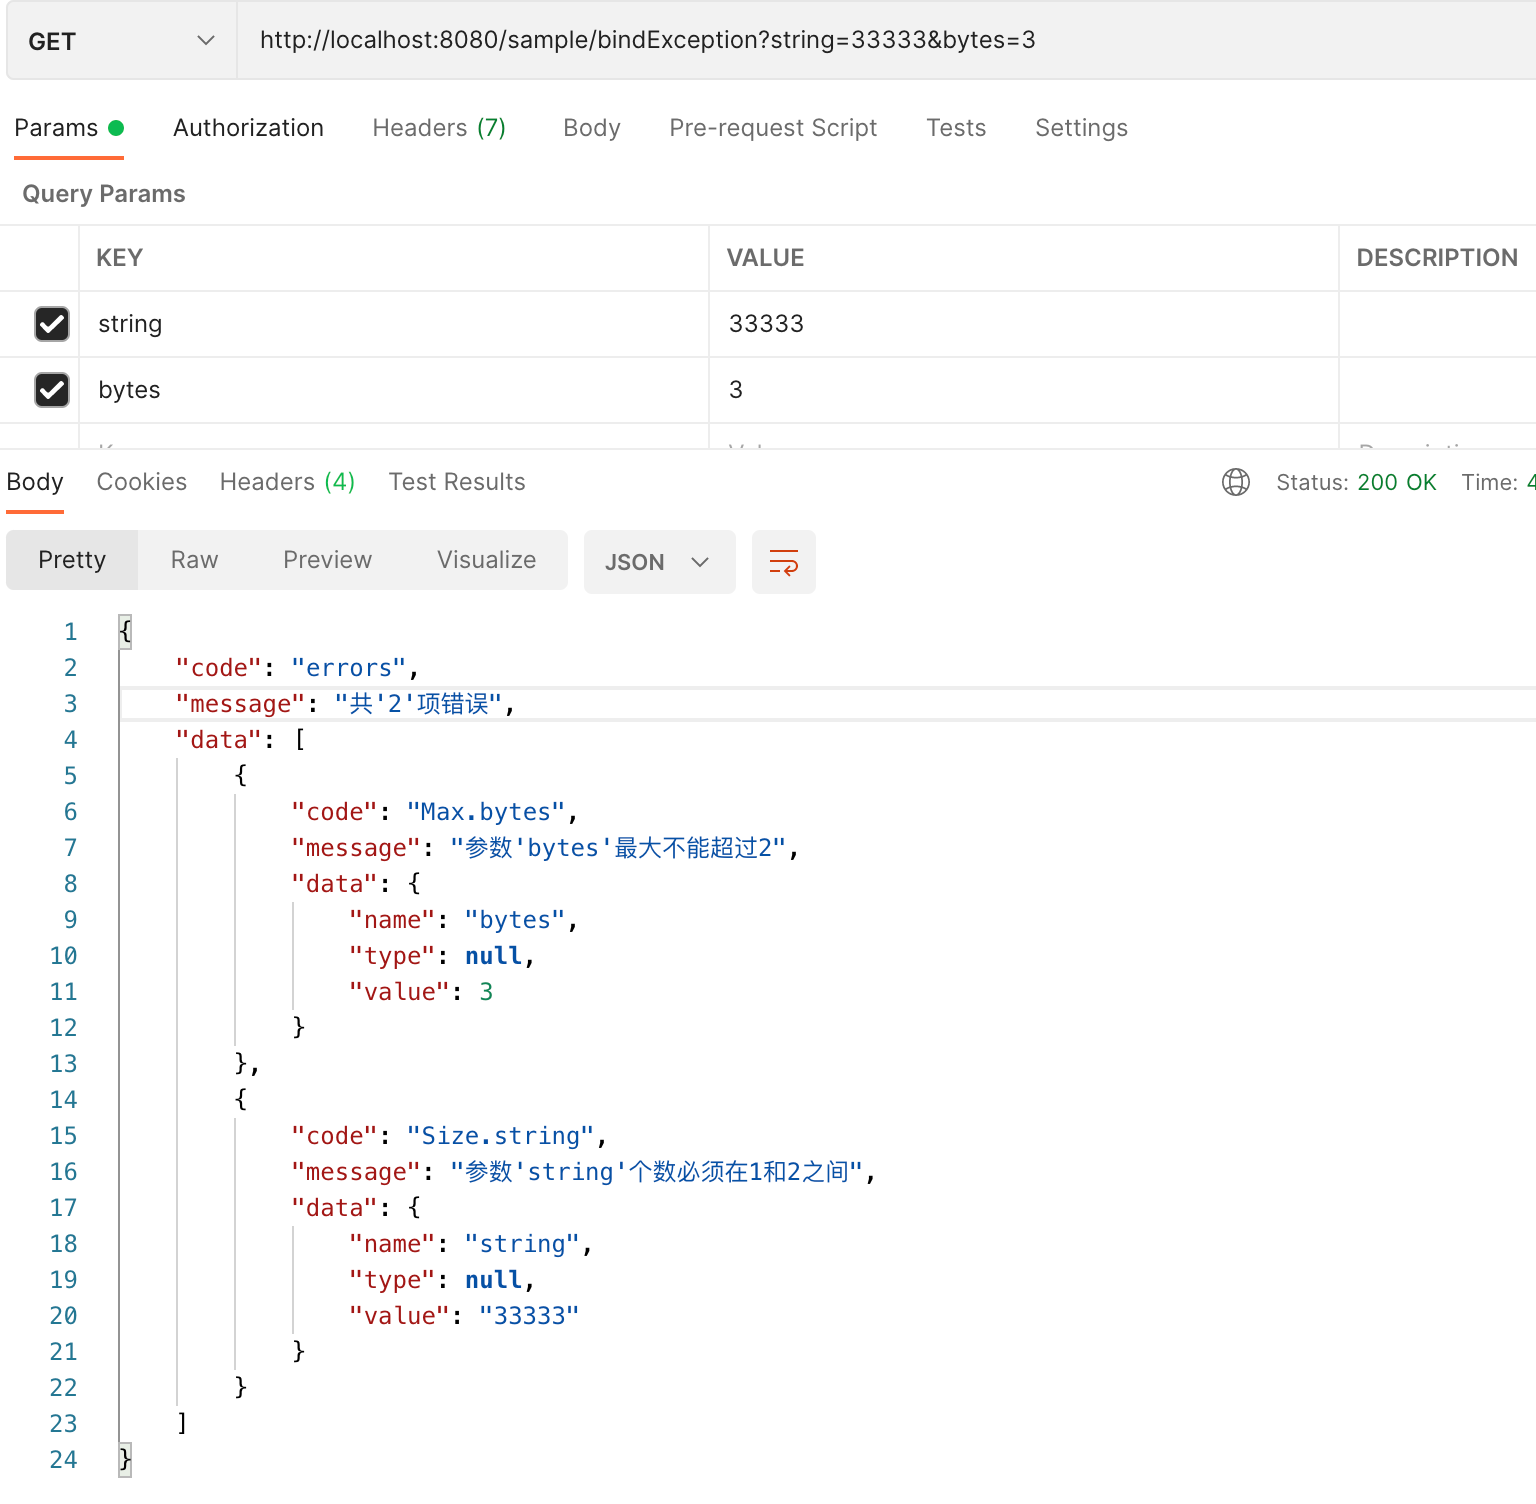 GET http://localhost:8080/sample/bindException?string=33333&bytes=3
Params Authorization Headers (7) Body Pre-request Script Tests Settings
Query Params
KEY VALUE DESCRIPTION
string 33333
bytes 3
Body Cookies Headers (4) Test Results Status: 200 OK Time: 4
Pretty Raw Preview Visualize JSON
1 {
2 "code": "errors",
3 "message": "共'2'项错误",
4 "data": [
5 {
6 "code": "Max.bytes",
7 "message": "参数'bytes'最大不能超过2",
8 "data": {
9 "name": "bytes",
10 "type": null,
11 "value": 3
12 }
13 },
14 {
15 "code": "Size.string",
16 "message": "参数'string'个数必须在1和2之间",
17 "data": {
18 "name": "string",
19 "type": null,
20 "value": "33333"
21 }
22 }
23 ]
24 }